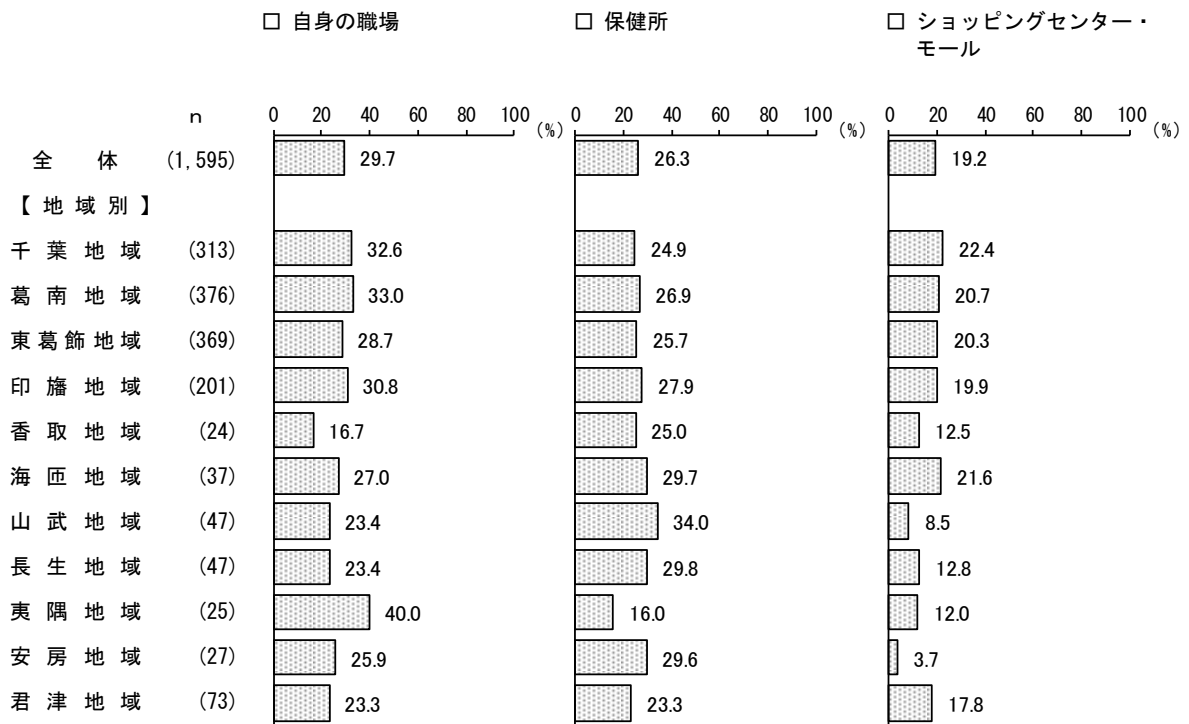 □ 自身の職場 □ 保健所 □ ショッピングセンター・
モール
n 0 20 40 60 80 100 (%) 0 20 40 60 80 100 (%) 0 20 40 60 80 100 (%)
全体 (1,595) 29.7 26.3 19.2
【地域別】
千葉地域 (313) 32.6 24.9 22.4
葛南地域 (376) 33.0 26.9 20.7
東葛飾地域 (369) 28.7 25.7 20.3
印旛地域 (201) 30.8 27.9 19.9
香取地域 (24) 16.7 25.0 12.5
海匝地域 (37) 27.0 29.7 21.6
山武地域 (47) 23.4 34.0 8.5
長生地域 (47) 23.4 29.8 12.8
夷隅地域 (25) 40.0 16.0 12.0
安房地域 (27) 25.9 29.6 3.7
君津地域 (73) 23.3 23.3 17.8